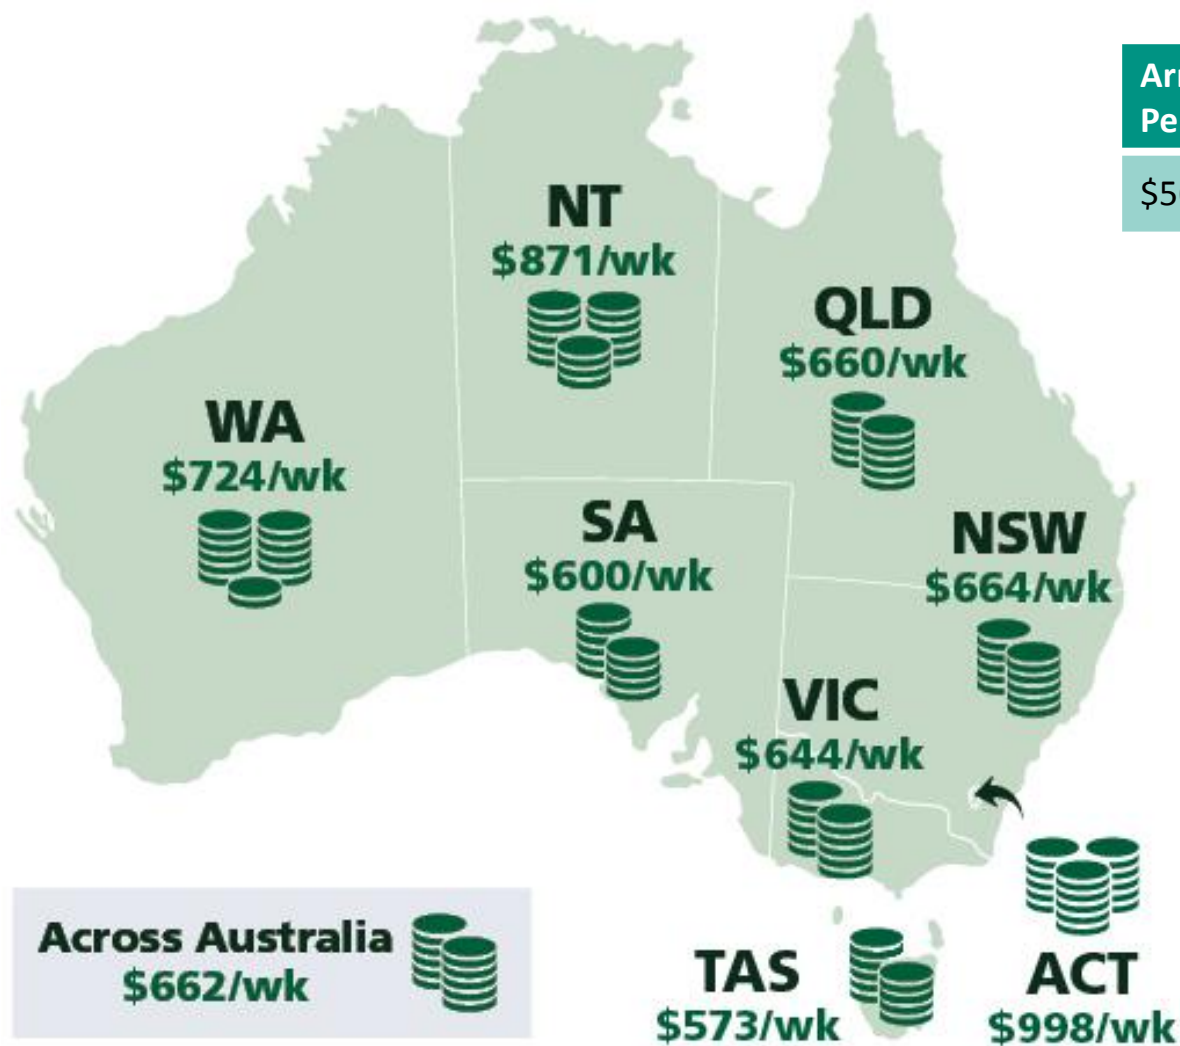 NT
$871/wk
QLD
$660/wk
WA
$724/wk
SA
$600/wk
NSW
$664/wk
VIC
$644/wk
Across Australia
$662/wk
TAS
$573/wk
ACT
$998/wk